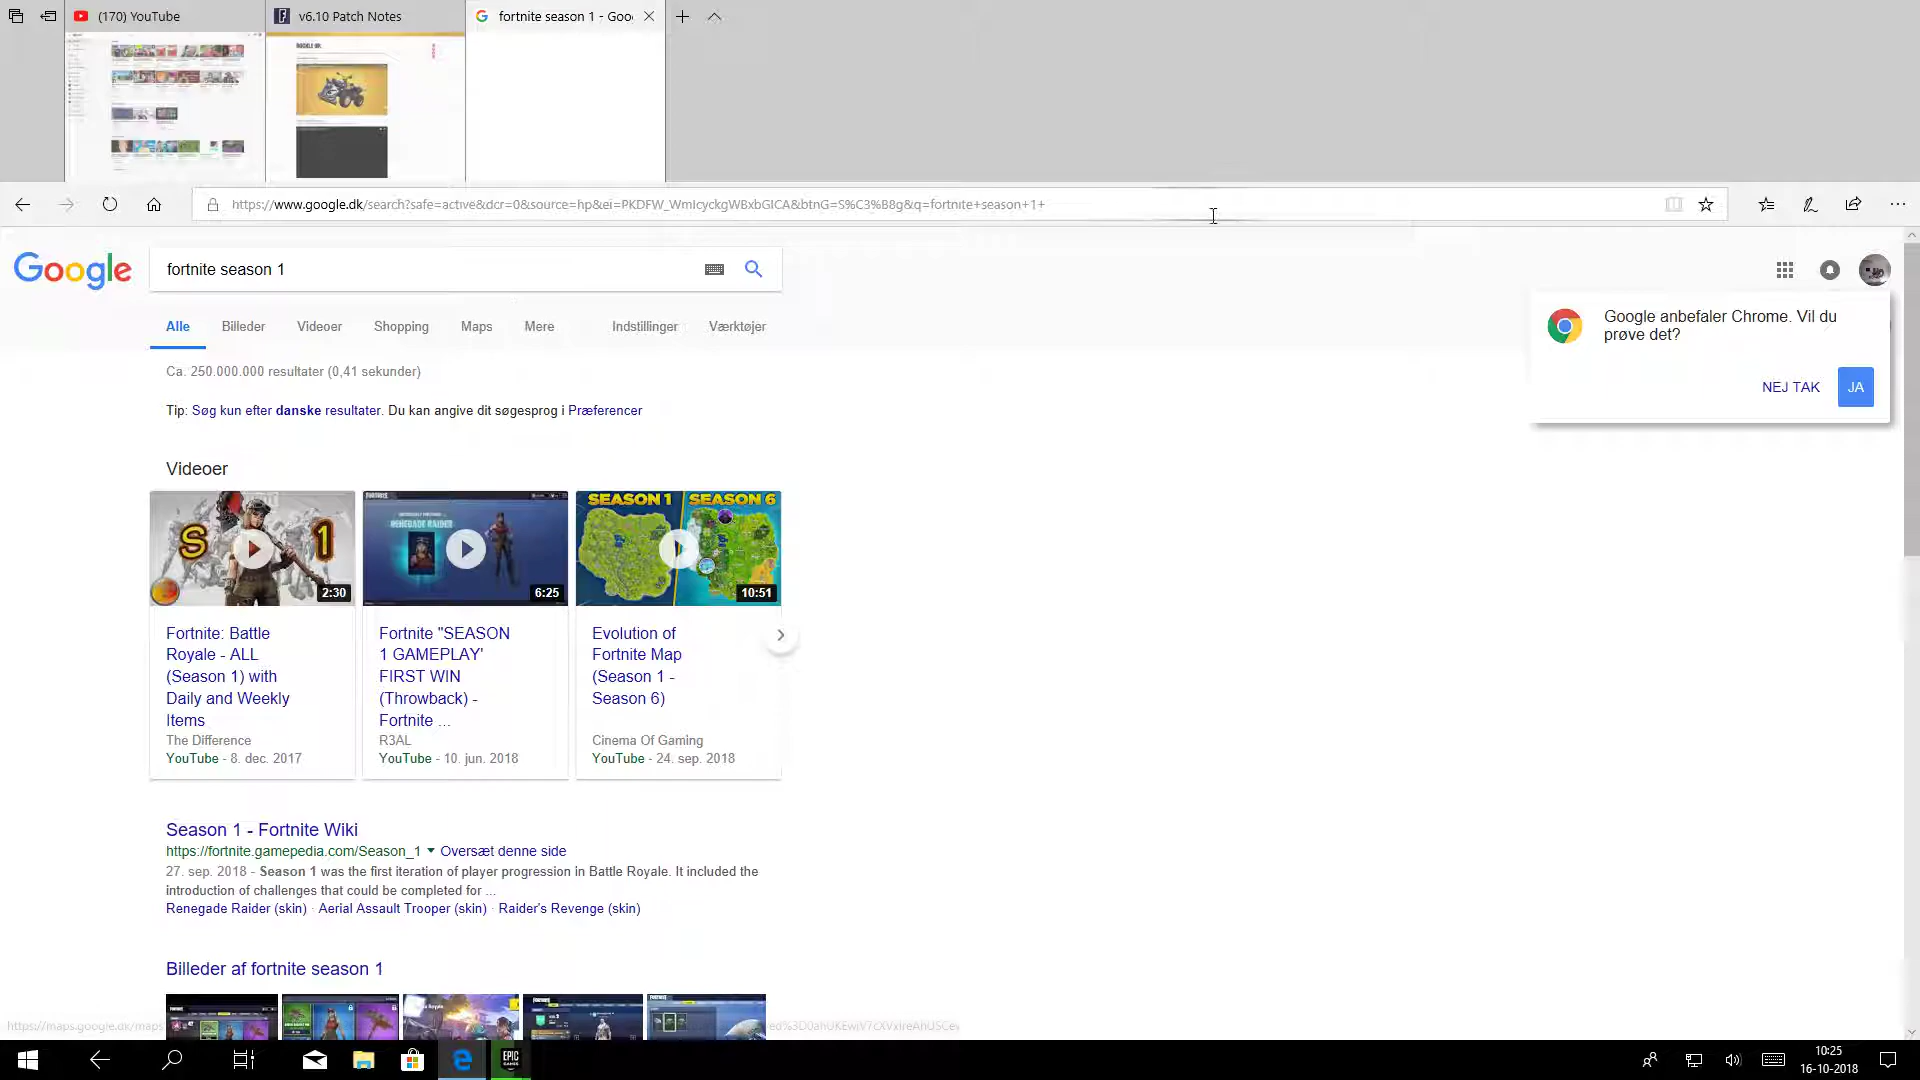 (170) YouTube
v6.10 Patch Notes
fortnite season 1 - Goo
https://www.google.dk/search?safe=active&dcr=0&source=hp&ei=PKDFW_WmIcyckgWBxbGICA&btnG=S%C3%B8g&q=fortnite+season+1+
Google
fortnite season 1
Alle
Billeder
Videoer
Shopping
Maps
Mere
Indstillinger
Værktøjer
Google anbefaler Chrome. Vil du
prøve det?
NEJ TAK
JA
Ca. 250.000.000 resultater (0,41 sekunder)
Tip: Søg kun efter danske resultater. Du kan angive dit søgesprog i Præferencer
Videoer
S 1
2:30
FORTNITE
RENEGADE RAIDER
6:25
SEASON 1 SEASON 6
10:51
Fortnite: Battle
Royale - ALL
(Season 1) with
Daily and Weekly
Items
The Difference
YouTube - 8. dec. 2017
Fortnite "SEASON
1 GAMEPLAY'
FIRST WIN
(Throwback) -
Fortnite ...
R3AL
YouTube - 10. jun. 2018
Evolution of
Fortnite Map
(Season 1 -
Season 6)
Cinema Of Gaming
YouTube - 24. sep. 2018
Season 1 - Fortnite Wiki
https://fortnite.gamepedia.com/Season_1 Oversæt denne side
27. sep. 2018 - Season 1 was the first iteration of player progression in Battle Royale. It included the
introduction of challenges that could be completed for ...
Renegade Raider (skin) · Aerial Assault Trooper (skin) · Raider's Revenge (skin)
Billeder af fortnite season 1
https://maps.google.dk/maps
EPIC
GAMES
10:25
16-10-2018